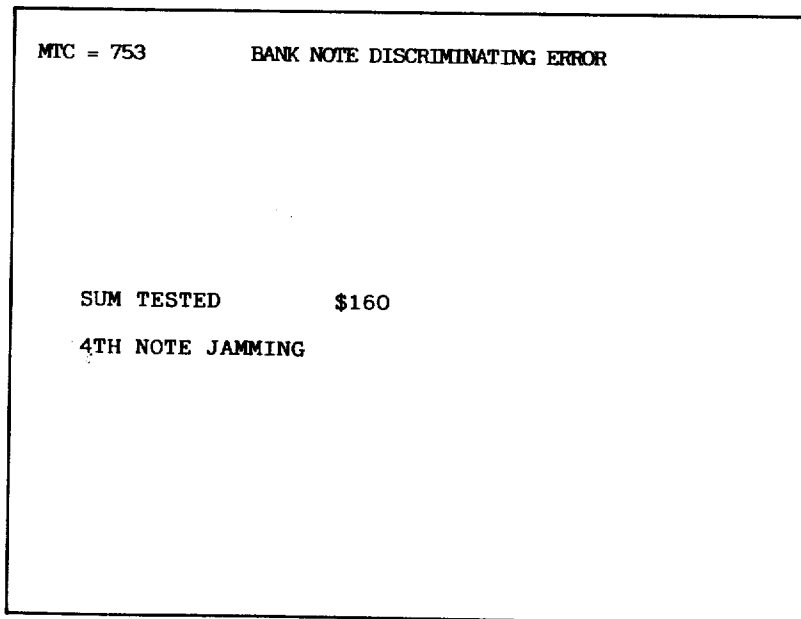 MTC = 753 BANK NOTE DISCRIMINATING ERROR
SUM TESTED $160
4TH NOTE JAMMING